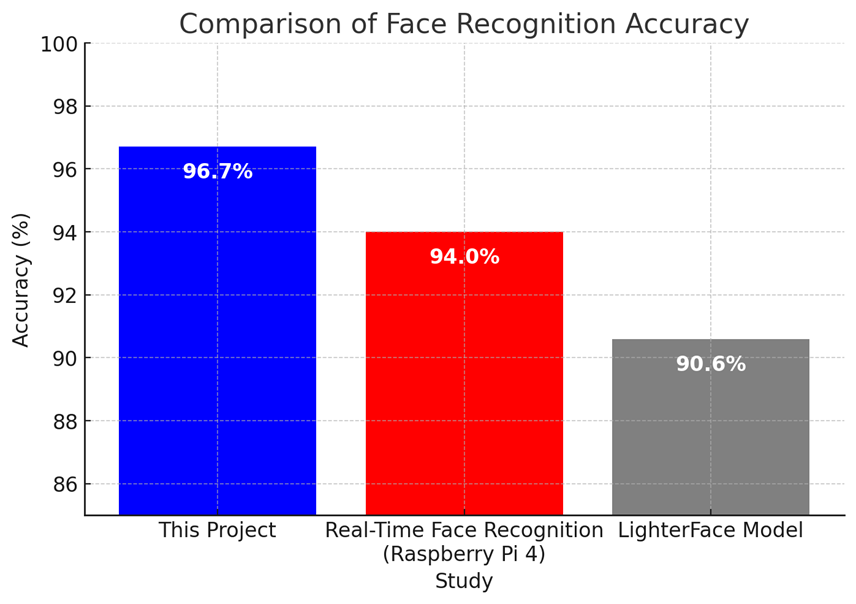 Comparison of Face Recognition Accuracy
100
98
96
94
92
90
88
86
Accuracy (%)
96.7%
94.0%
90.6%
This Project
Real-Time Face Recognition
(Raspberry Pi 4)
LighterFace Model
Study